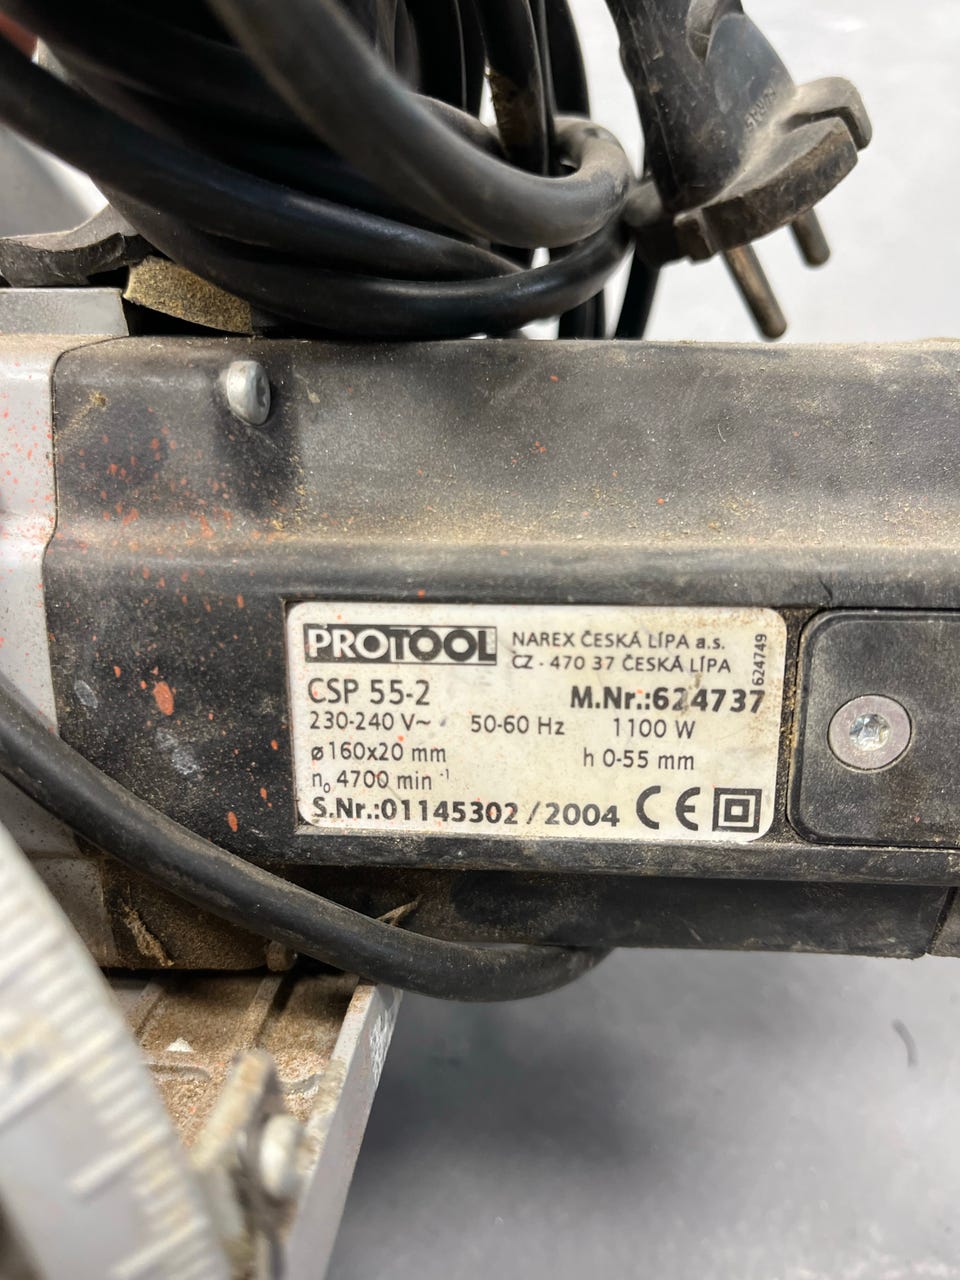 PROTOOL
NAREX ČESKÁ LÍPA a.s.
CZ - 470 37 ČESKÁ LÍPA
624749
CSP 55-2
M.Nr.:624737
230-240 V~ 50-60 Hz 1100 W
ø 160x20 mm h 0-55 mm
n₀ 4700 min⁻¹
S.Nr.:01145302 / 2004 CE